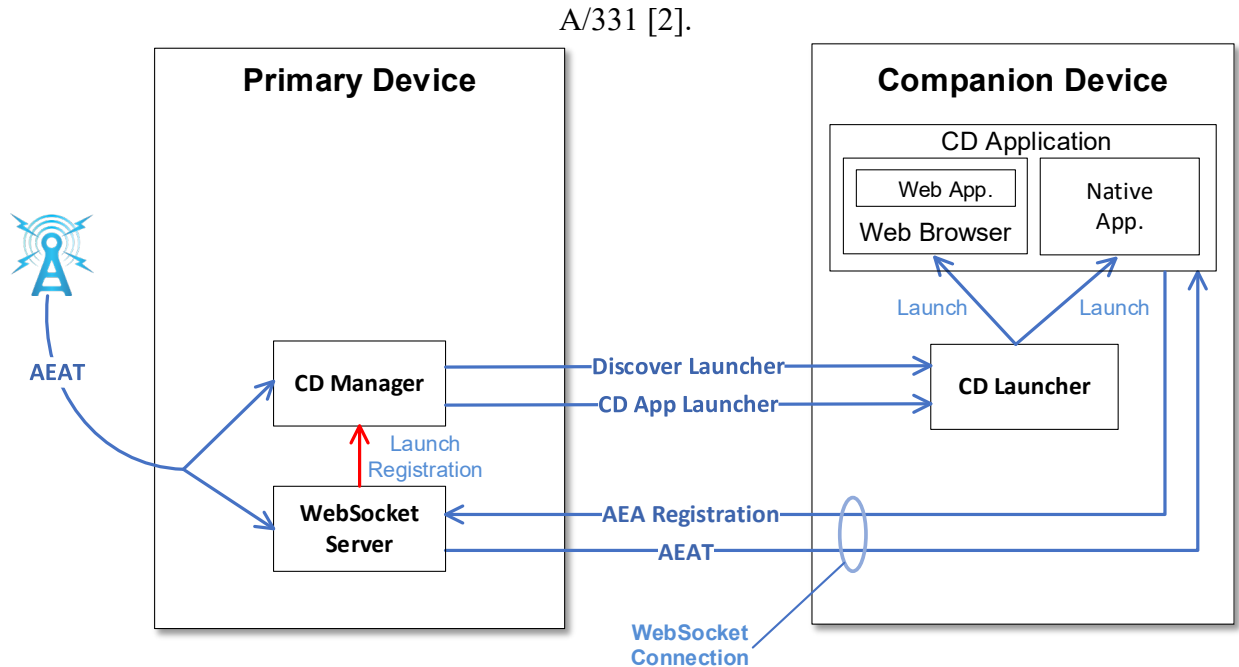 A/331 [2].
Primary Device
Companion Device
CD Application
Web App.
Web Browser
Native
App.
Launch
Launch
AEAT
CD Manager
Discover Launcher
CD App Launcher
CD Launcher
Launch
Registration
WebSocket
Server
AEA Registration
AEAT
WebSocket
Connection